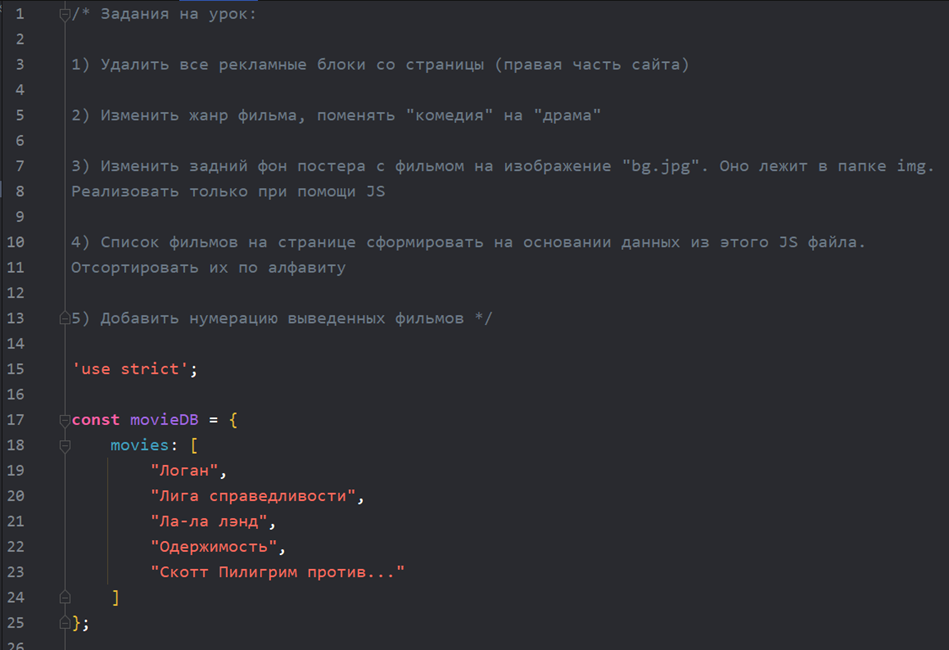 1 /* Задания на урок:
2
3 1) Удалить все рекламные блоки со страницы (правая часть сайта)
4
5 2) Изменить жанр фильма, поменять "комедия" на "драма"
6
7 3) Изменить задний фон постера с фильмом на изображение "bg.jpg". Оно лежит в папке img.
8 Реализовать только при помощи JS
9
10 4) Список фильмов на странице сформировать на основании данных из этого JS файла.
11 Отсортировать их по алфавиту
12
13 5) Добавить нумерацию выведенных фильмов */
14
15 'use strict';
16
17 const movieDB = {
18 movies: [
19 "Логан",
20 "Лига справедливости",
21 "Ла-ла лэнд",
22 "Одержимость",
23 "Скотт Пилигрим против..."
24 ]
25 };
26